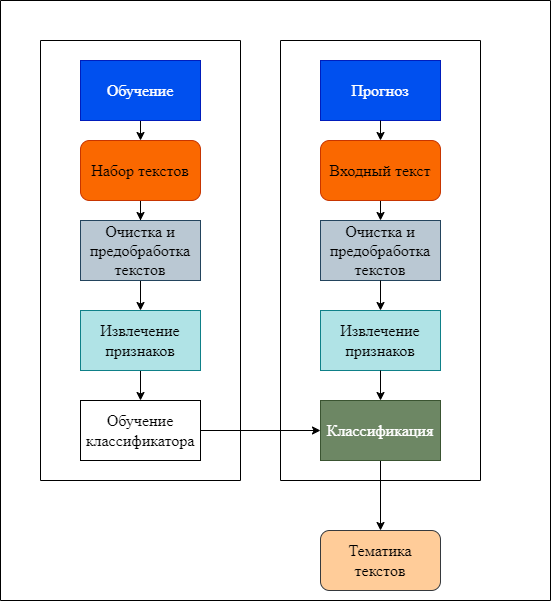 Обучение
Набор текстов
Очистка и
предобработка
текстов
Извлечение
признаков
Обучение
классификатора
Прогноз
Входный текст
Очистка и
предобработка
текстов
Извлечение
признаков
Классификация
Тематика
текстов